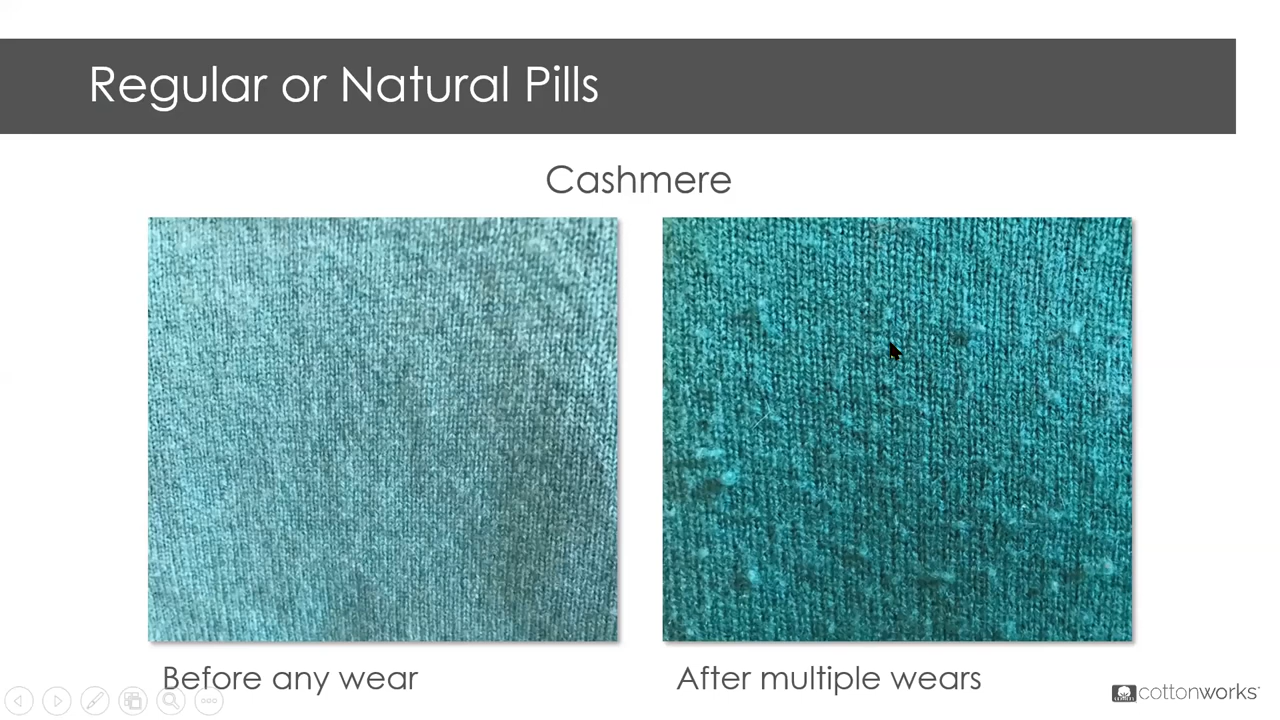 Regular or Natural Pills
Cashmere
Before any wear
After multiple wears
cottonworks